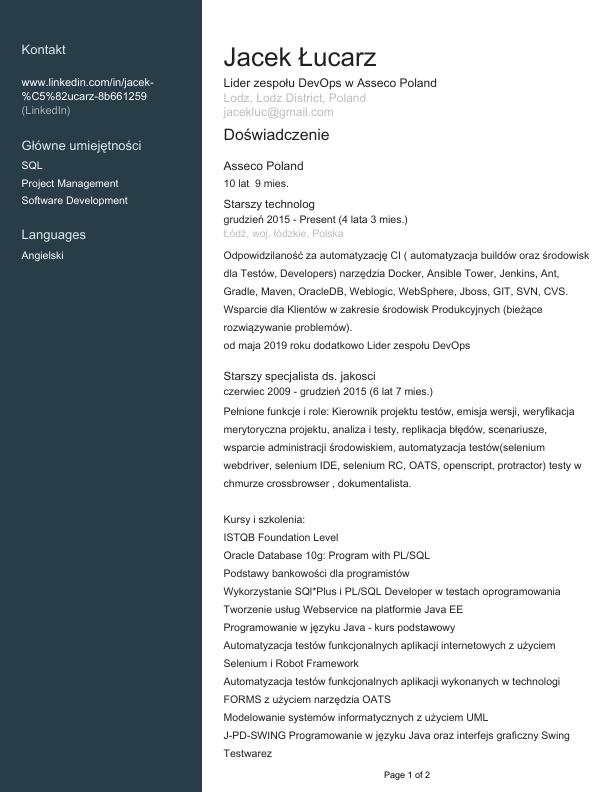 Kontakt
www.linkedin.com/in/jacek-
%C5%82ucarz-8b661259
(LinkedIn)
Główne umiejętności
SQL
Project Management
Software Development
Languages
Angielski
Jacek Łucarz
Lider zespołu DevOps w Asseco Poland
Lodz, Lodz District, Poland
jacekluc@gmail.com
Doświadczenie
Asseco Poland
10 lat 9 mies.
Starszy technolog
grudzień 2015 - Present (4 lata 3 mies.)
Łódź, woj. łódzkie, Polska
Odpowidzilaność za automatyzację CI ( automatyzacja buildów oraz środowisk
dla Testów, Developers) narzędzia Docker, Ansible Tower, Jenkins, Ant,
Gradle, Maven, OracleDB, Weblogic, WebSphere, Jboss, GIT, SVN, CVS.
Wsparcie dla Klientów w zakresie środowisk Produkcyjnych (bieżące
rozwiązywanie problemów).
od maja 2019 roku dodatkowo Lider zespołu DevOps
Starszy specjalista ds. jakosci
czerwiec 2009 - grudzień 2015 (6 lat 7 mies.)
Pełnione funkcje i role: Kierownik projektu testów, emisja wersji, weryfikacja
merytoryczna projektu, analiza i testy, replikacja błędów, scenariusze,
wsparcie administracji środowiskiem, automatyzacja testów(selenium
webdriver, selenium IDE, selenium RC, OATS, openscript, protractor) testy w
chmurze crossbrowser , dokumentalista.
Kursy i szkolenia:
ISTQB Foundation Level
Oracle Database 10g: Program with PL/SQL
Podstawy bankowości dla programistów
Wykorzystanie SQl*Plus i PL/SQL Developer w testach oprogramowania
Tworzenie usług Webservice na platformie Java EE
Programowanie w języku Java - kurs podstawowy
Automatyzacja testów funkcjonalnych aplikacji internetowych z użyciem
Selenium i Robot Framework
Automatyzacja testów funkcjonalnych aplikacji wykonanych w technologi
FORMS z użyciem narzędzia OATS
Modelowanie systemów informatycznych z użyciem UML
J-PD-SWING Programowanie w języku Java oraz interfejs graficzny Swing
Testwarez
Page 1 of 2